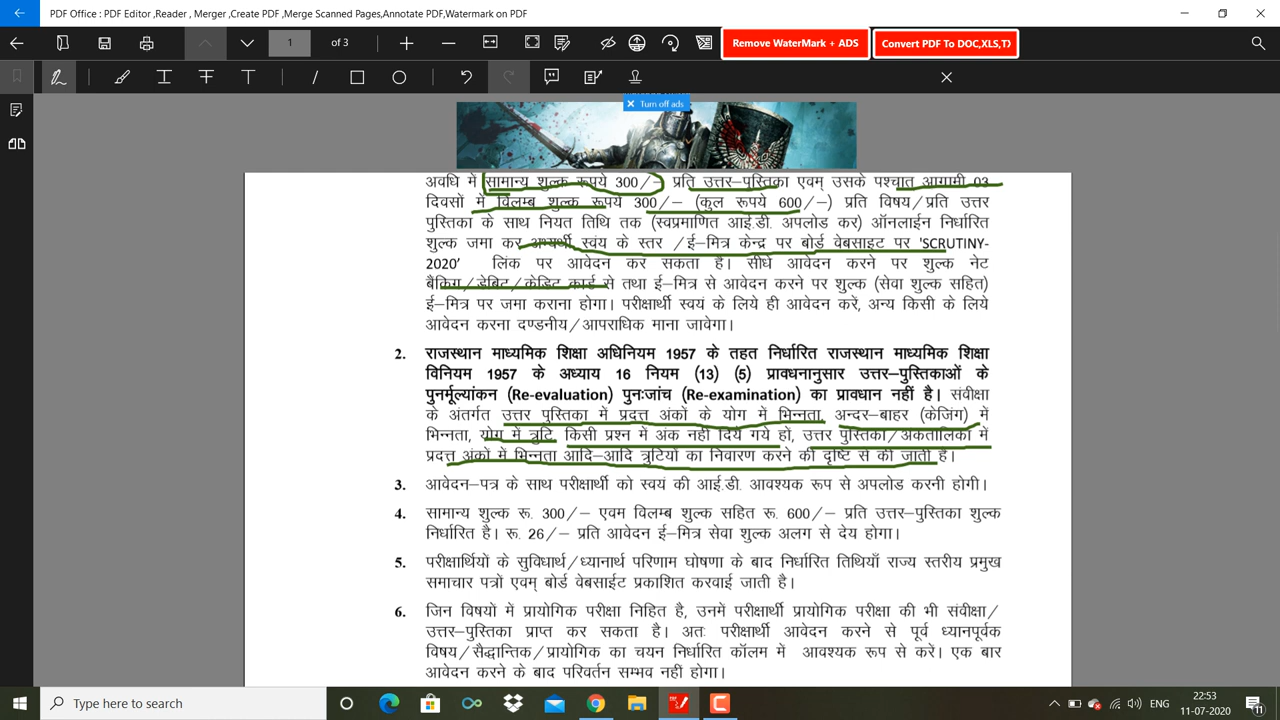 PDF Office : PDF Editor ,Reader , Merger ,Create PDF ,Merge Scanned Pages,Annotate PDF,Watermark on PDF
1 of 3 Remove WaterMark + ADS Convert PDF To DOC,XLS,T
Turn off ads
अवधि में सामान्य शुल्क रूपये 300/– प्रति उत्तर–पुस्तिका एवम् उसके पश्चात आगामी 03
दिवसों में विलम्ब शुल्क रूपये 300/– (कुल रूपये 600/–) प्रति विषय/प्रति उत्तर
पुस्तिका के साथ नियत तिथि तक (स्वप्रमाणित आई.डी. अपलोड कर) ऑनलाईन निर्धारित
शुल्क जमा कर अभ्यर्थी स्वंय के स्तर /ई–मित्र केन्द्र पर बोर्ड वेबसाइट पर 'SCRUTINY-
2020' लिंक पर आवेदन कर सकता है। सीधे आवेदन करने पर शुल्क नेट
बैकिंग/डेबिट/केडिट कार्ड से तथा ई–मित्र से आवेदन करने पर शुल्क (सेवा शुल्क सहित)
ई–मित्र पर जमा कराना होगा। परीक्षार्थी स्वयं के लिये ही आवेदन करें, अन्य किसी के लिये
आवेदन करना दण्डनीय/आपराधिक माना जावेगा।
2. राजस्थान माध्यमिक शिक्षा अधिनियम 1957 के तहत निर्धारित राजस्थान माध्यमिक शिक्षा
विनियम 1957 के अध्याय 16 नियम (13) (5) प्रावधनानुसार उत्तर–पुस्तिकाओं के
पुनर्मूल्यांकन (Re-evaluation) पुनःजांच (Re-examination) का प्रावधान नहीं है। संवीक्षा
के अंतर्गत उत्तर पुस्तिका में प्रदत्त अंकों के योग में भिन्नता, अन्दर–बाहर (केजिंग) में
भिन्नता, योग में त्रुटि, किसी प्रश्न में अंक नहीं दिये गये हों, उत्तर पुस्तिका/अंकतालिका में
प्रदत्त अंकों में भिन्नता आदि–आदि त्रुटियों का निवारण करने की दृष्टि से की जाती है।
3. आवेदन–पत्र के साथ परीक्षार्थी को स्वयं की आई.डी. आवश्यक रूप से अपलोड करनी होगी।
4. सामान्य शुल्क रू. 300/– एवम विलम्ब शुल्क सहित रू. 600/– प्रति उत्तर–पुस्तिका शुल्क
निर्धारित है। रू. 26/– प्रति आवेदन ई–मित्र सेवा शुल्क अलग से देय होगा।
5. परीक्षार्थियों के सुविधार्थ/ध्यानार्थ परिणाम घोषणा के बाद निर्धारित तिथियाँ राज्य स्तरीय प्रमुख
समाचार पत्रों एवम् बोर्ड वेबसाईट प्रकाशित करवाई जाती है।
6. जिन विषयों में प्रायोगिक परीक्षा निहित है, उनमें परीक्षार्थी प्रायोगिक परीक्षा की भी संवीक्षा/
उत्तर–पुस्तिका प्राप्त कर सकता है। अतः परीक्षार्थी आवेदन करने से पूर्व ध्यानपूर्वक
विषय/सैद्धान्तिक/प्रायोगिक का चयन निर्धारित कॉलम में आवश्यक रूप से करें। एक बार
आवेदन करने के बाद परिवर्तन सम्भव नहीं होगा।
Type here to search
ENG
22:53
11-07-2020